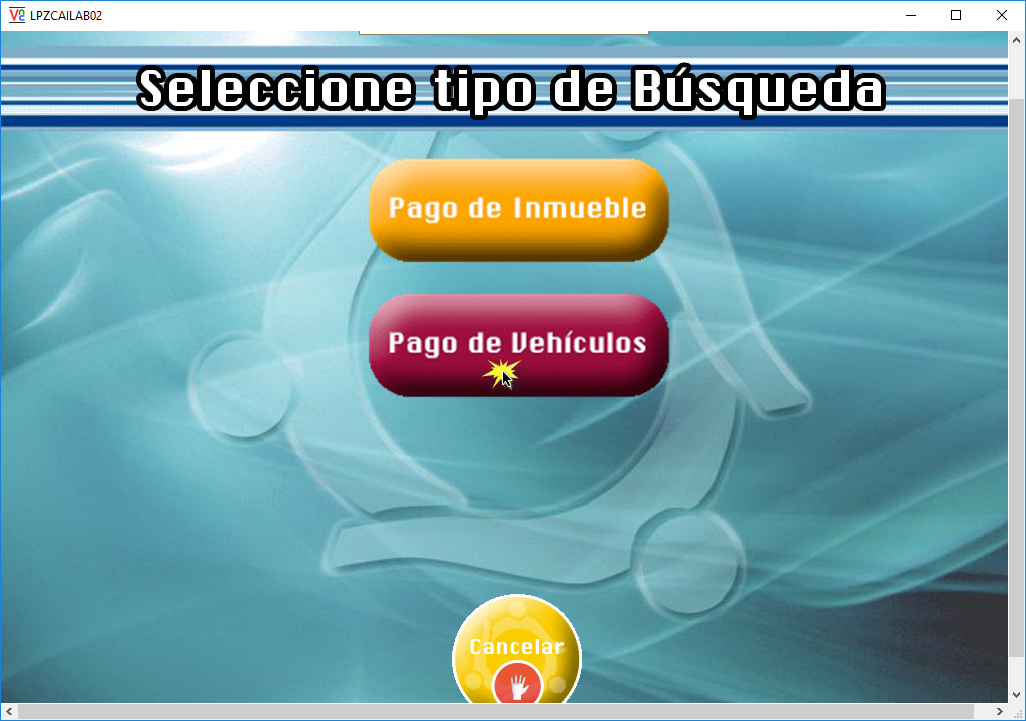 LPZCAILAB02
Seleccione tipo de Búsqueda
Pago de Inmueble
Pago de Vehículos
Cancelar